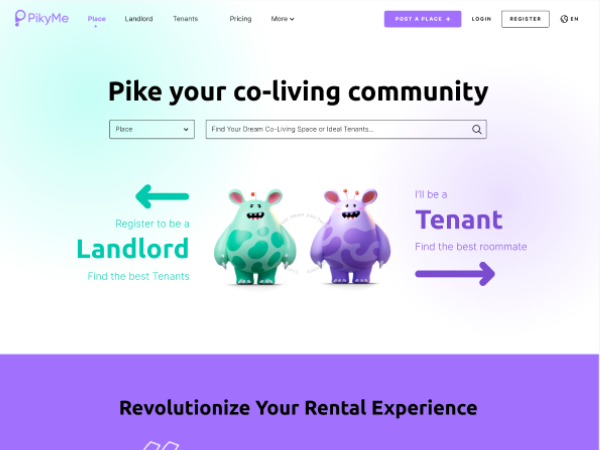 PikyMe
Place
Landlord
Tenants
Pricing
More
POST A PLACE
LOGIN
REGISTER
EN
Pike your co-living community
Place
Find Your Dream Co-Living Space or Ideal Tenants...
Register to be a
Landlord
Find the best Tenants
I'll be a
Tenant
Find the best roommate
Revolutionize Your Rental Experience